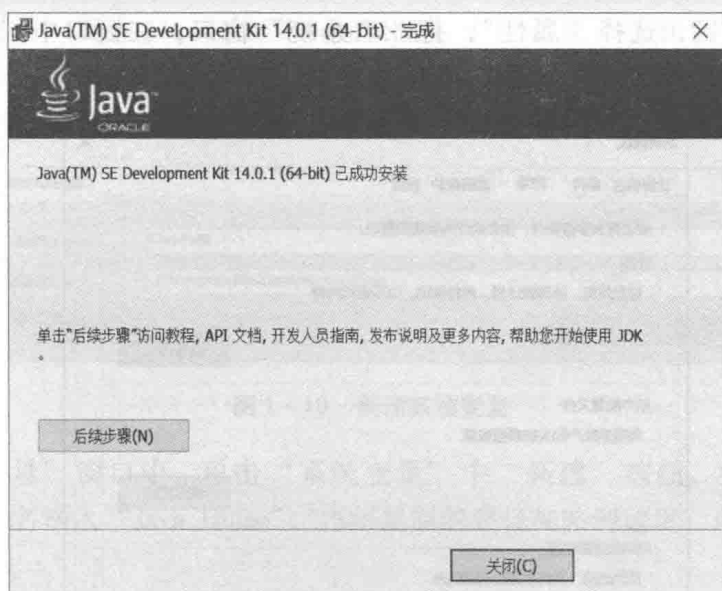 Java(TM) SE Development Kit 14.0.1 (64-bit) - 完成
Java
ORACLE
Java(TM) SE Development Kit 14.0.1 (64-bit) 已成功安装
单击"后续步骤"访问教程, API 文档, 开发人员指南, 发布说明及更多内容, 帮助您开始使用 JDK
。
后续步骤(N)
关闭(C)